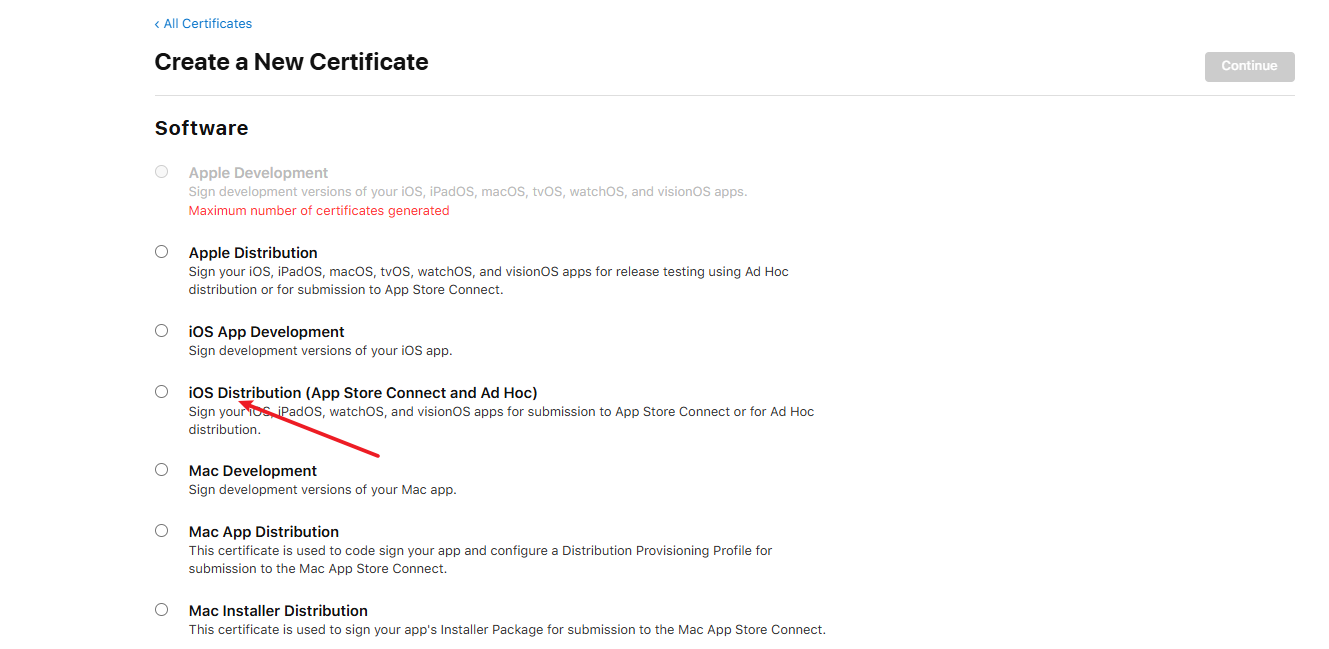 ‹ All Certificates
Create a New Certificate
Continue
Software
Apple Development
Sign development versions of your iOS, iPadOS, macOS, tvOS, watchOS, and visionOS apps.
Maximum number of certificates generated
Apple Distribution
Sign your iOS, iPadOS, macOS, tvOS, watchOS, and visionOS apps for release testing using Ad Hoc
distribution or for submission to App Store Connect.
iOS App Development
Sign development versions of your iOS app.
iOS Distribution (App Store Connect and Ad Hoc)
Sign your iOS, iPadOS, watchOS, and visionOS apps for submission to App Store Connect or for Ad Hoc
distribution.
Mac Development
Sign development versions of your Mac app.
Mac App Distribution
This certificate is used to code sign your app and configure a Distribution Provisioning Profile for
submission to the Mac App Store Connect.
Mac Installer Distribution
This certificate is used to sign your app's Installer Package for submission to the Mac App Store Connect.